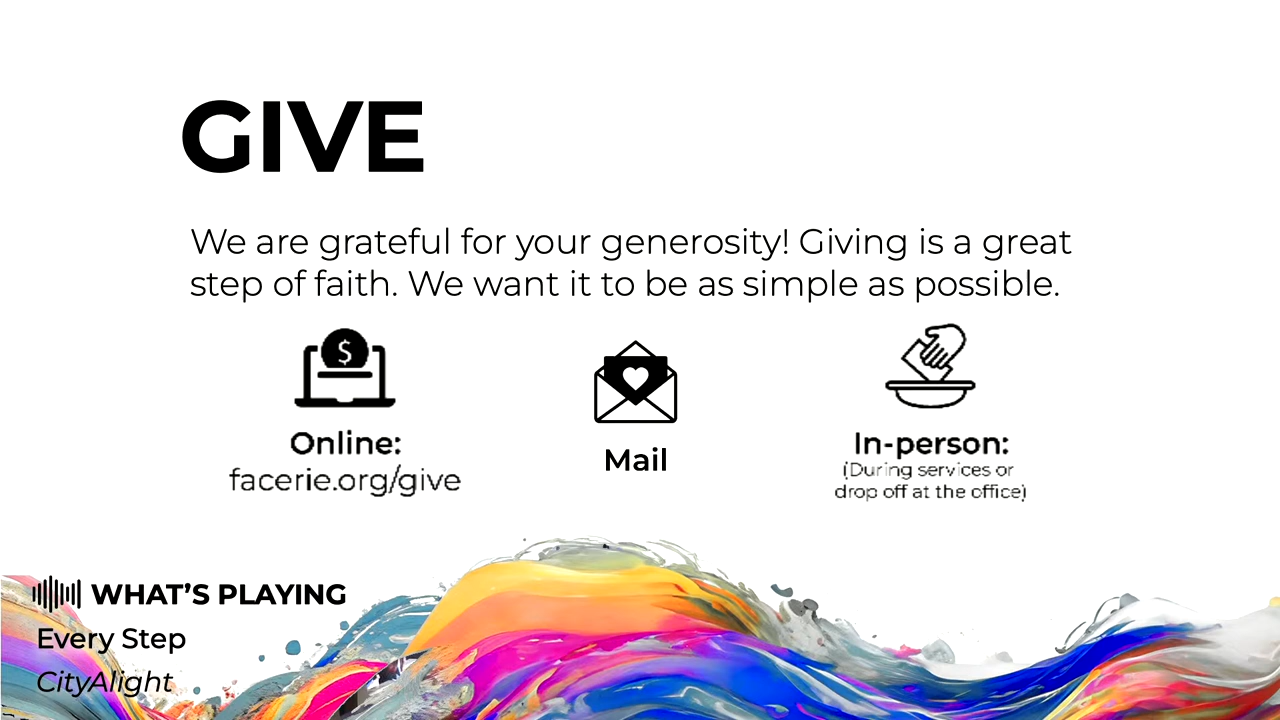 GIVE
We are grateful for your generosity! Giving is a great
step of faith. We want it to be as simple as possible.
$
Online:
facerie.org/give
Mail
In-person:
(During services or
drop off at the office)
WHAT'S PLAYING
Every Step
CityAlight